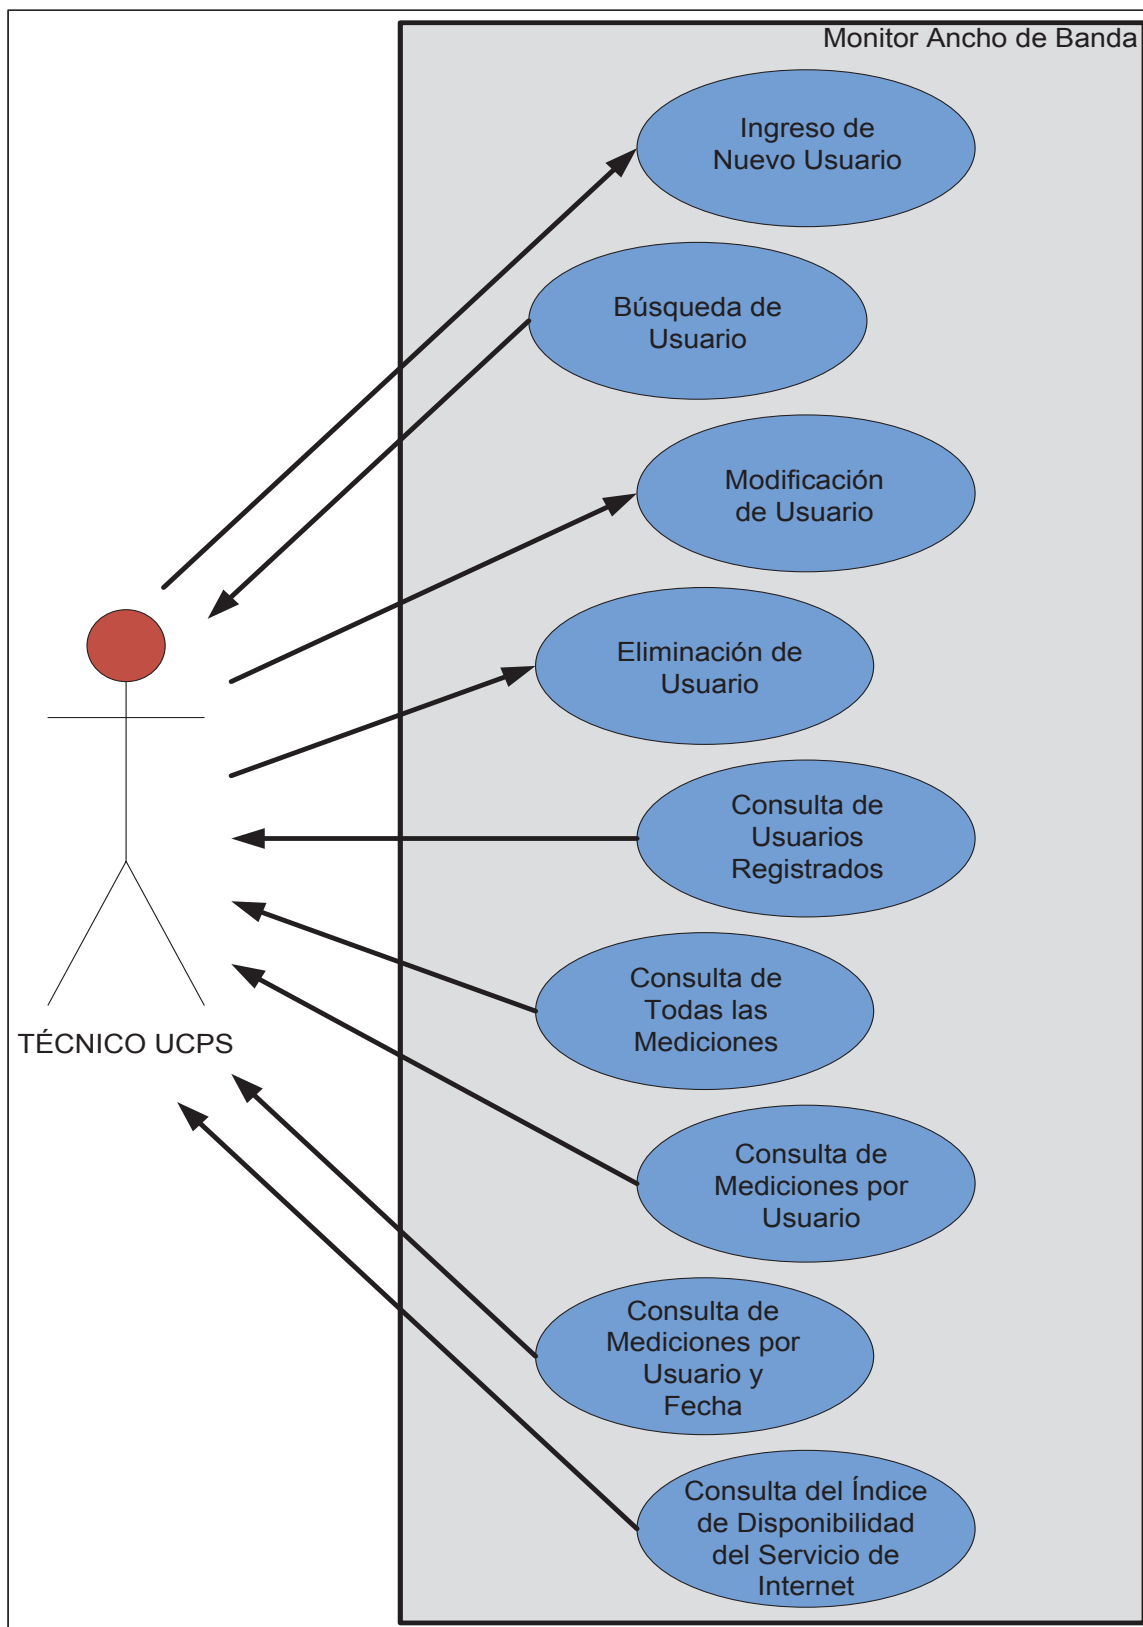 Monitor Ancho de Banda
Ingreso de
Nuevo Usuario
Búsqueda de
Usuario
Modificación
de Usuario
Eliminación de
Usuario
Consulta de
Usuarios
Registrados
Consulta de
Todas las
Mediciones
TÉCNICO UCPS
Consulta de
Mediciones por
Usuario
Consulta de
Mediciones por
Usuario y
Fecha
Consulta del Índice
de Disponibilidad
del Servicio de
Internet